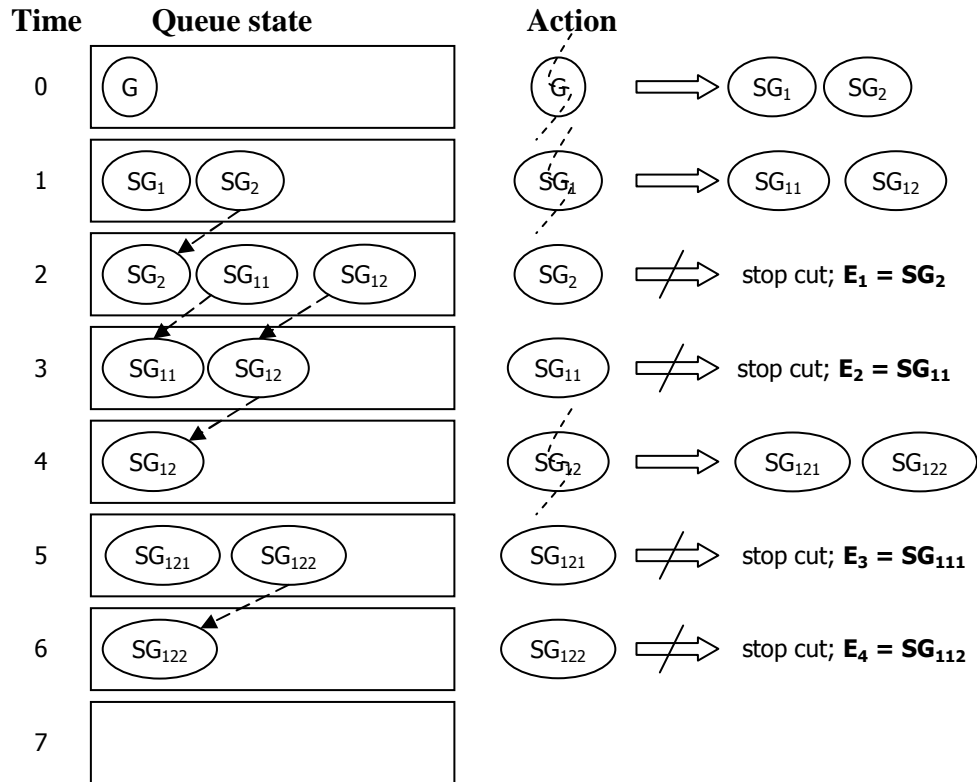 Time Queue state Action
0 G G SG₁ SG₂
1 SG₁ SG₂ SG₁ SG₁₁ SG₁₂
2 SG₂ SG₁₁ SG₁₂ SG₂ stop cut; E₁ = SG₂
3 SG₁₁ SG₁₂ SG₁₁ stop cut; E₂ = SG₁₁
4 SG₁₂ SG₁₂ SG₁₂₁ SG₁₂₂
5 SG₁₂₁ SG₁₂₂ SG₁₂₁ stop cut; E₃ = SG₁₁₁
6 SG₁₂₂ SG₁₂₂ stop cut; E₄ = SG₁₁₂
7